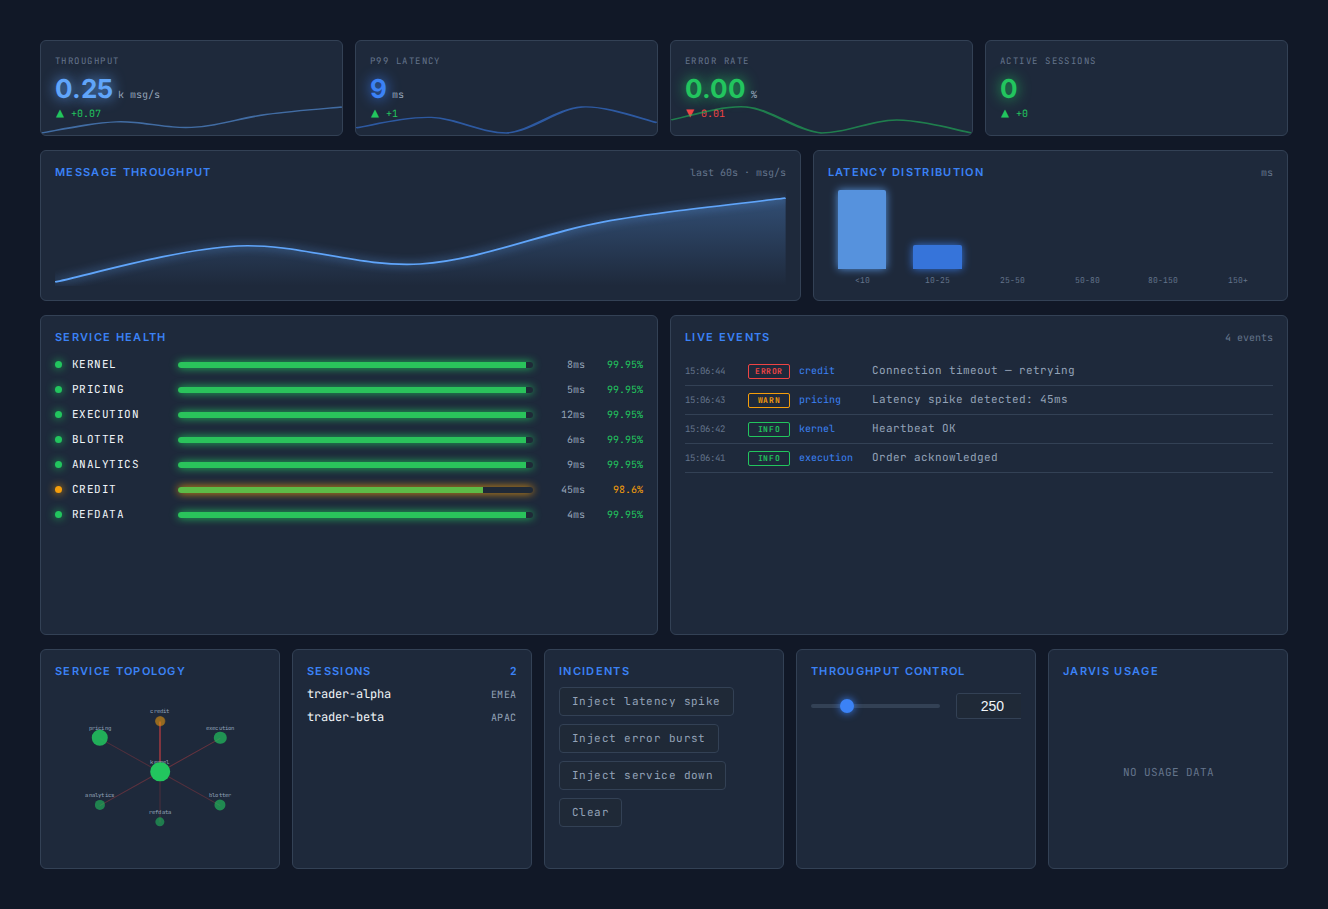 THROUGHPUT
0.25 k msg/s
▲ +0.07
P99 LATENCY
9 ms
▲ +1
ERROR RATE
0.00 %
▼ 0.01
ACTIVE SESSIONS
0
▲ +0
MESSAGE THROUGHPUT
last 60s · msg/s
LATENCY DISTRIBUTION
ms
<10 10-25 25-50 50-80 80-150 150+
SERVICE HEALTH
KERNEL 8ms 99.95%
PRICING 5ms 99.95%
EXECUTION 12ms 99.95%
BLOTTER 6ms 99.95%
ANALYTICS 9ms 99.95%
CREDIT 45ms 98.6%
REFDATA 4ms 99.95%
LIVE EVENTS
4 events
15:06:44 ERROR credit Connection timeout — retrying
15:06:43 WARN pricing Latency spike detected: 45ms
15:06:42 INFO kernel Heartbeat OK
15:06:41 INFO execution Order acknowledged
SERVICE TOPOLOGY
credit
pricing
execution
kernel
analytics
blotter
refdata
SESSIONS 2
trader-alpha EMEA
trader-beta APAC
INCIDENTS
Inject latency spike
Inject error burst
Inject service down
Clear
THROUGHPUT CONTROL
250
JARVIS USAGE
NO USAGE DATA